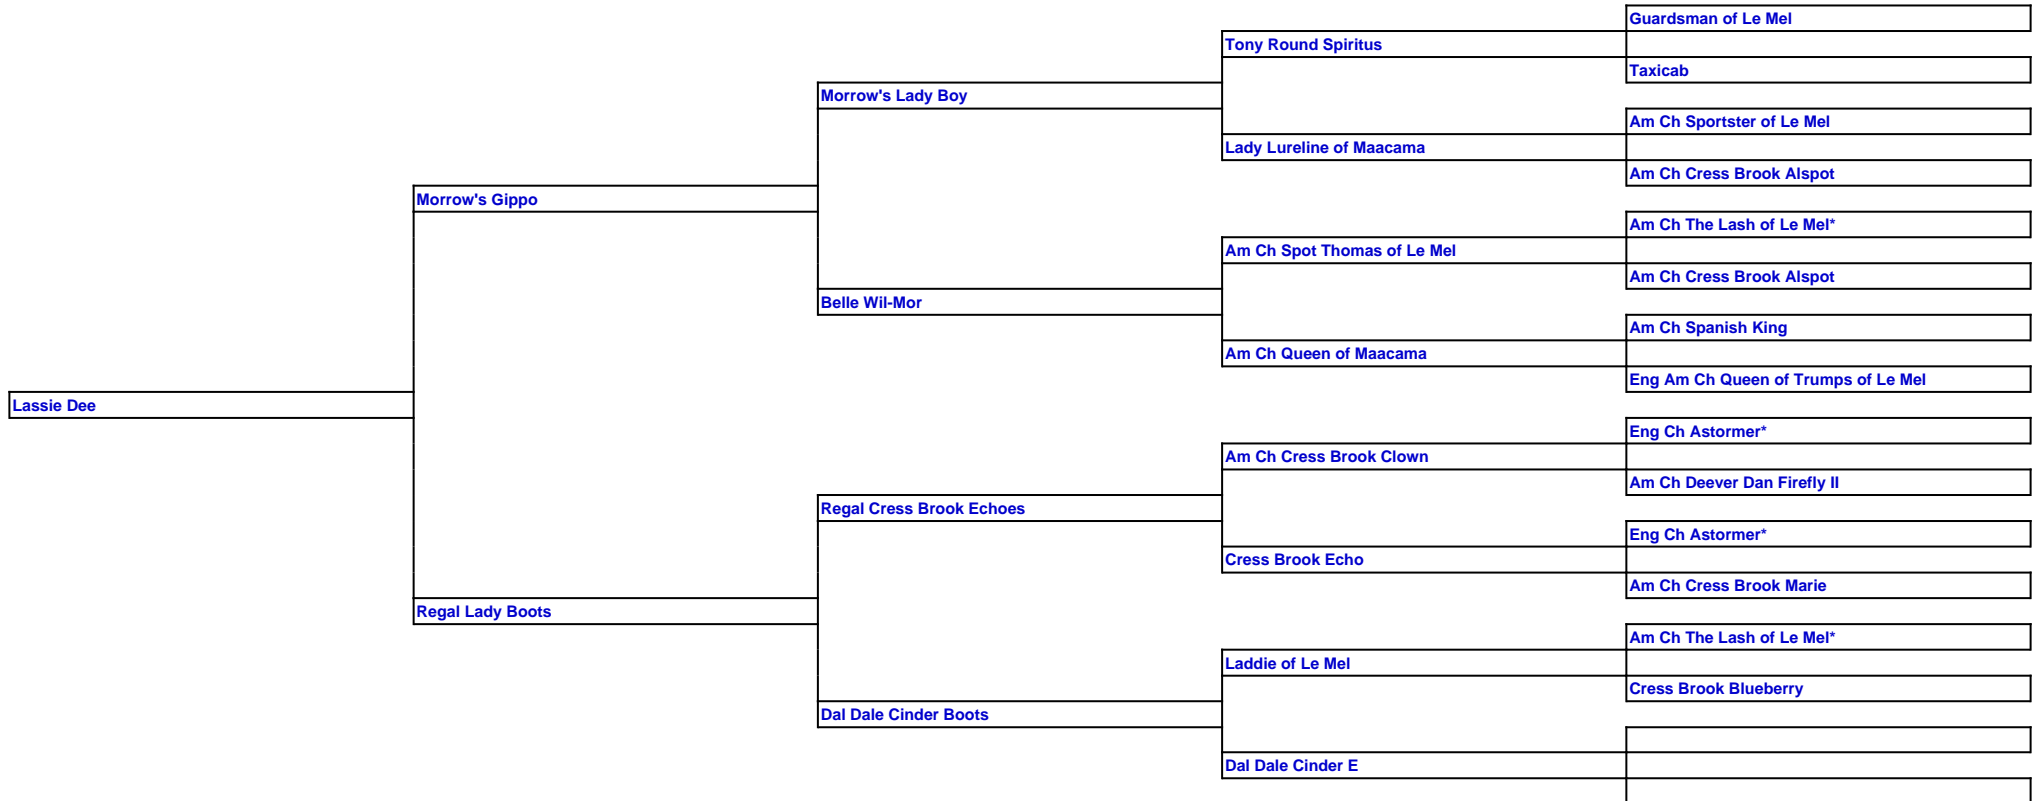 Guardsman of Le Mel
Tony Round Spiritus
Taxicab
Morrow's Lady Boy
Am Ch Sportster of Le Mel
Lady Lureline of Maacama
Am Ch Cress Brook Alspot
Morrow's Gippo
Am Ch The Lash of Le Mel*
Am Ch Spot Thomas of Le Mel
Am Ch Cress Brook Alspot
Belle Wil-Mor
Am Ch Spanish King
Am Ch Queen of Maacama
Eng Am Ch Queen of Trumps of Le Mel
Lassie Dee
Eng Ch Astormer*
Am Ch Cress Brook Clown
Am Ch Deever Dan Firefly II
Regal Cress Brook Echoes
Eng Ch Astormer*
Cress Brook Echo
Am Ch Cress Brook Marie
Regal Lady Boots
Am Ch The Lash of Le Mel*
Laddie of Le Mel
Cress Brook Blueberry
Dal Dale Cinder Boots
Dal Dale Cinder E